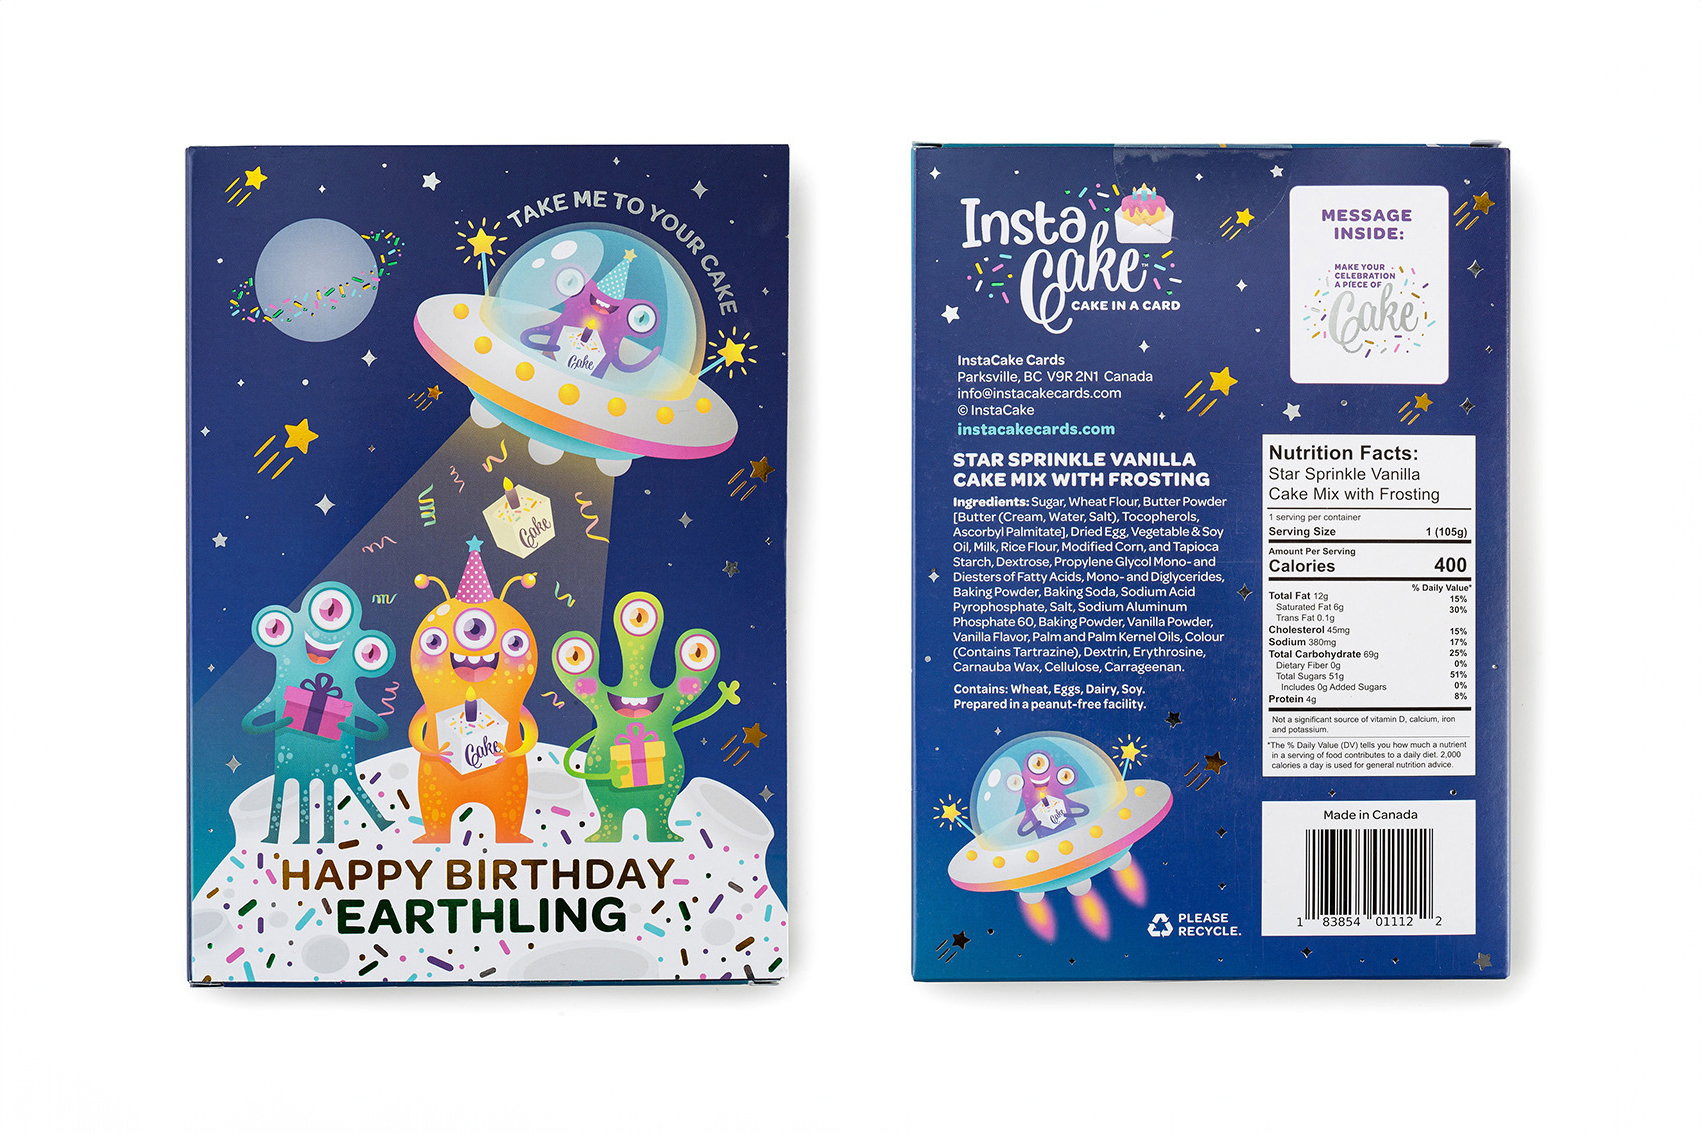 TAKE ME TO YOUR CAKE
Cake
Cake
Cake
HAPPY BIRTHDAY
EARTHLING
Insta
Cake™
CAKE IN A CARD
InstaCake Cards
Parksville, BC V9R 2N1 Canada
info@instacakecards.com
© InstaCake
instacakecards.com
STAR SPRINKLE VANILLA
CAKE MIX WITH FROSTING
Ingredients: Sugar, Wheat Flour, Butter Powder
[Butter (Cream, Water, Salt), Tocopherols,
Ascorbyl Palmitate], Dried Egg, Vegetable & Soy
Oil, Milk, Rice Flour, Modified Corn, and Tapioca
Starch, Dextrose, Propylene Glycol Mono- and
Diesters of Fatty Acids, Mono- and Diglycerides,
Baking Powder, Baking Soda, Sodium Acid
Pyrophosphate, Salt, Sodium Aluminum
Phosphate 60, Baking Powder, Vanilla Powder,
Vanilla Flavor, Palm and Palm Kernel Oils, Colour
(Contains Tartrazine), Dextrin, Erythrosine,
Carnauba Wax, Cellulose, Carrageenan.
Contains: Wheat, Eggs, Dairy, Soy.
Prepared in a peanut-free facility.
Cake
PLEASE
RECYCLE.
MESSAGE
INSIDE:
MAKE YOUR
CELEBRATION
A PIECE OF
Cake
Nutrition Facts:
Star Sprinkle Vanilla
Cake Mix with Frosting
1 serving per container
Serving Size 1 (105g)
Amount Per Serving
Calories 400
% Daily Value*
Total Fat 12g 15%
Saturated Fat 6g 30%
Trans Fat 0.1g
Cholesterol 45mg 15%
Sodium 380mg 17%
Total Carbohydrate 69g 25%
Dietary Fiber 0g 0%
Total Sugars 51g 51%
Includes 0g Added Sugars 0%
Protein 4g 8%
Not a significant source of vitamin D, calcium, iron
and potassium.
*The % Daily Value (DV) tells you how much a nutrient
in a serving of food contributes to a daily diet. 2,000
calories a day is used for general nutrition advice.
Made in Canada
1 83854 01112 2